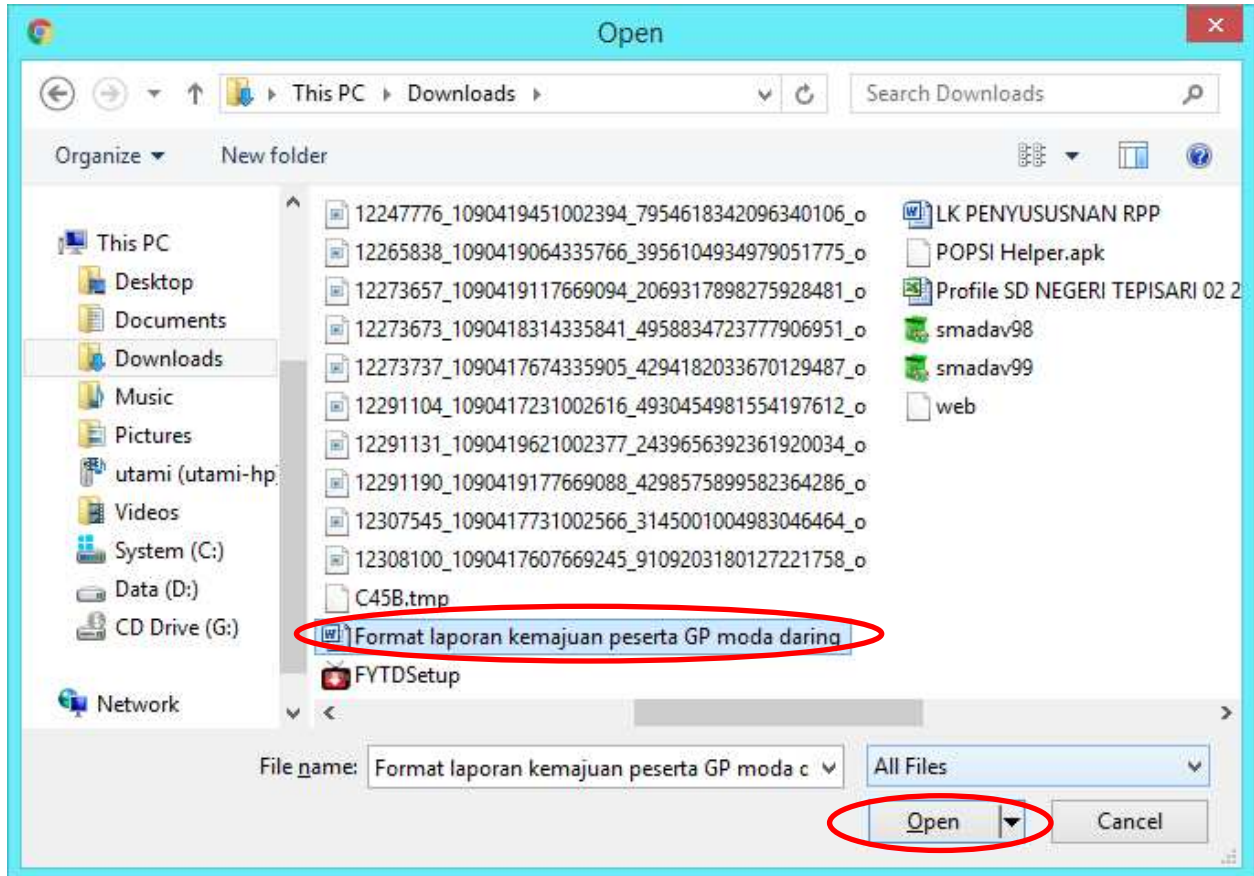 Open
This PC Downloads
Search Downloads
Organize New folder
This PC
Desktop
Documents
Downloads
Music
Pictures
utami (utami-hp)
Videos
System (C:)
Data (D:)
CD Drive (G:)
Network
12247776_1090419451002394_7954618342096340106_o
12265838_1090419064335766_3956104934979051775_o
12273657_1090419117669094_2069317898275928481_o
12273673_1090418314335841_4958834723777906951_o
12273737_1090417674335905_4294182033670129487_o
12291104_1090417231002616_4930454981554197612_o
12291131_1090419621002377_2439656392361920034_o
12291190_1090419177669088_4298575899582364286_o
12307545_1090417731002566_3145001004983046464_o
12308100_1090417607669245_9109203180127221758_o
C45B.tmp
Format laporan kemajuan peserta GP moda daring
FYTDSetup
LK PENYUSUSNAN RPP
POPSI Helper.apk
Profile SD NEGERI TEPISARI 02 2
smadav98
smadav99
web
File name: Format laporan kemajuan peserta GP moda c
All Files
Open Cancel